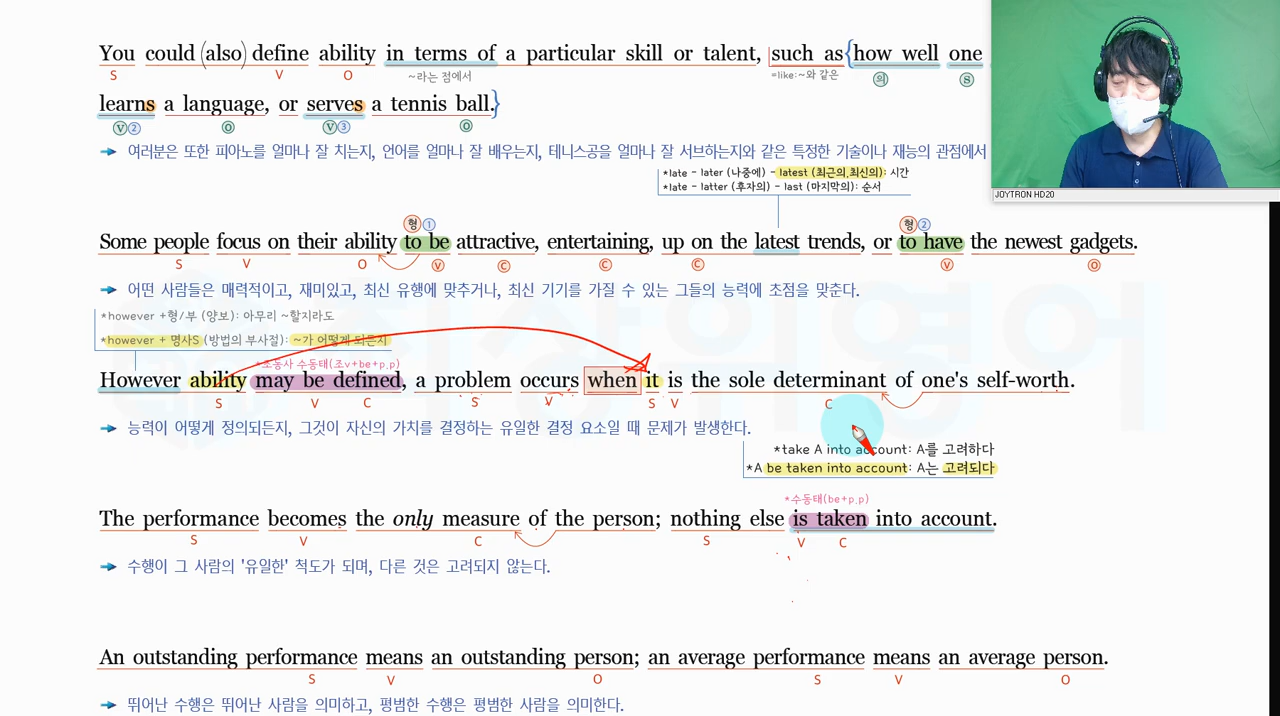 You could (also) define ability in terms of a particular skill or talent, such as {how well one
S V O ~라는 점에서 =like:~와 같은 의 S
learns a language, or serves a tennis ball.}
V ② O V ③ O
➡ 여러분은 또한 피아노를 얼마나 잘 치는지, 언어를 얼마나 잘 배우는지, 테니스공을 얼마나 잘 서브하는지와 같은 특정한 기술이나 재능의 관점에서
JOYTRON HD20
*late - later (나중에) - latest (최근의,최신의): 시간
*late - latter (후자의) - last (마지막의): 순서
형 ① 형 ②
Some people focus on their ability to be attractive, entertaining, up on the latest trends, or to have the newest gadgets.
S V O V C C C V O
➡ 어떤 사람들은 매력적이고, 재미있고, 최신 유행에 맞추거나, 최신 기기를 가질 수 있는 그들의 능력에 초점을 맞춘다.
*however +형/부 (양보): 아무리 ~할지라도
*however + 명사S (방법의 부사절): ~가 어떻게 되든지
*조동사 수동태(조v+be+p.p)
However ability may be defined, a problem occurs when it is the sole determinant of one's self-worth.
S V C S V S V C
➡ 능력이 어떻게 정의되든지, 그것이 자신의 가치를 결정하는 유일한 결정 요소일 때 문제가 발생한다.
*take A into account: A를 고려하다
*A be taken into account: A는 고려되다
*수동태(be+p.p)
The performance becomes the only measure of the person; nothing else is taken into account.
S V C S V C
➡ 수행이 그 사람의 '유일한' 척도가 되며, 다른 것은 고려되지 않는다.
An outstanding performance means an outstanding person; an average performance means an average person.
S V O S V O
➡ 뛰어난 수행은 뛰어난 사람을 의미하고, 평범한 수행은 평범한 사람을 의미한다.